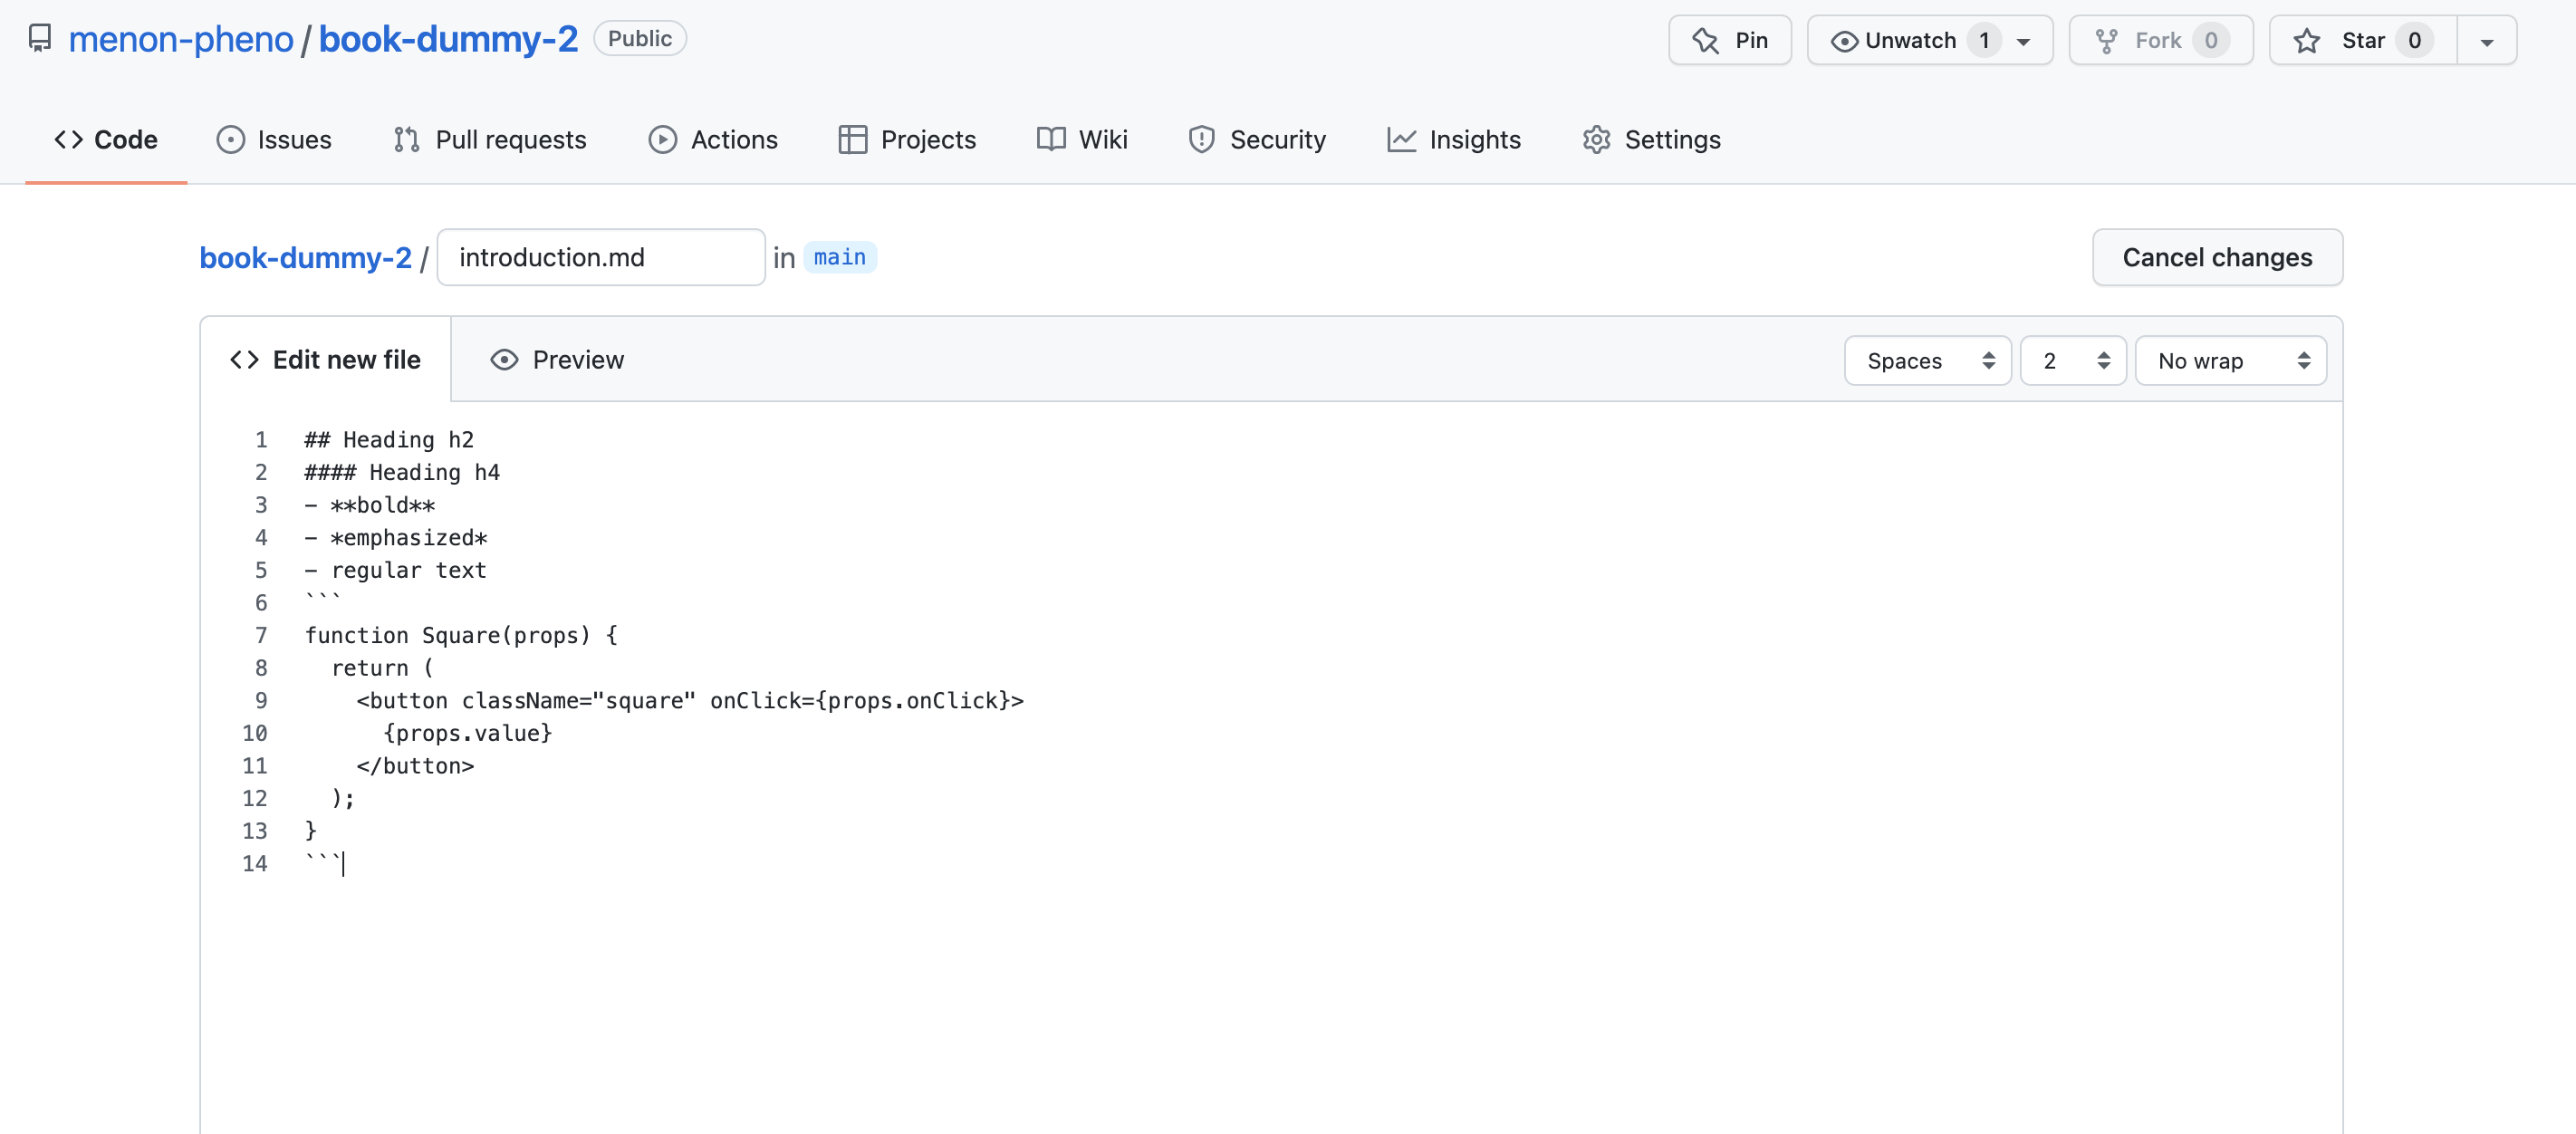 menon-pheno / book-dummy-2 Public Pin Unwatch 1 Fork 0 Star 0
Code Issues Pull requests Actions Projects Wiki Security Insights Settings
book-dummy-2 / introduction.md in main Cancel changes
Edit new file Preview Spaces 2 No wrap
1 ## Heading h2
2 #### Heading h4
3 - **bold**
4 - *emphasized*
5 - regular text
6 ```
7 function Square(props) {
8   return (
9     <button className="square" onClick={props.onClick}>
10       {props.value}
11     </button>
12   );
13 }
14 ```